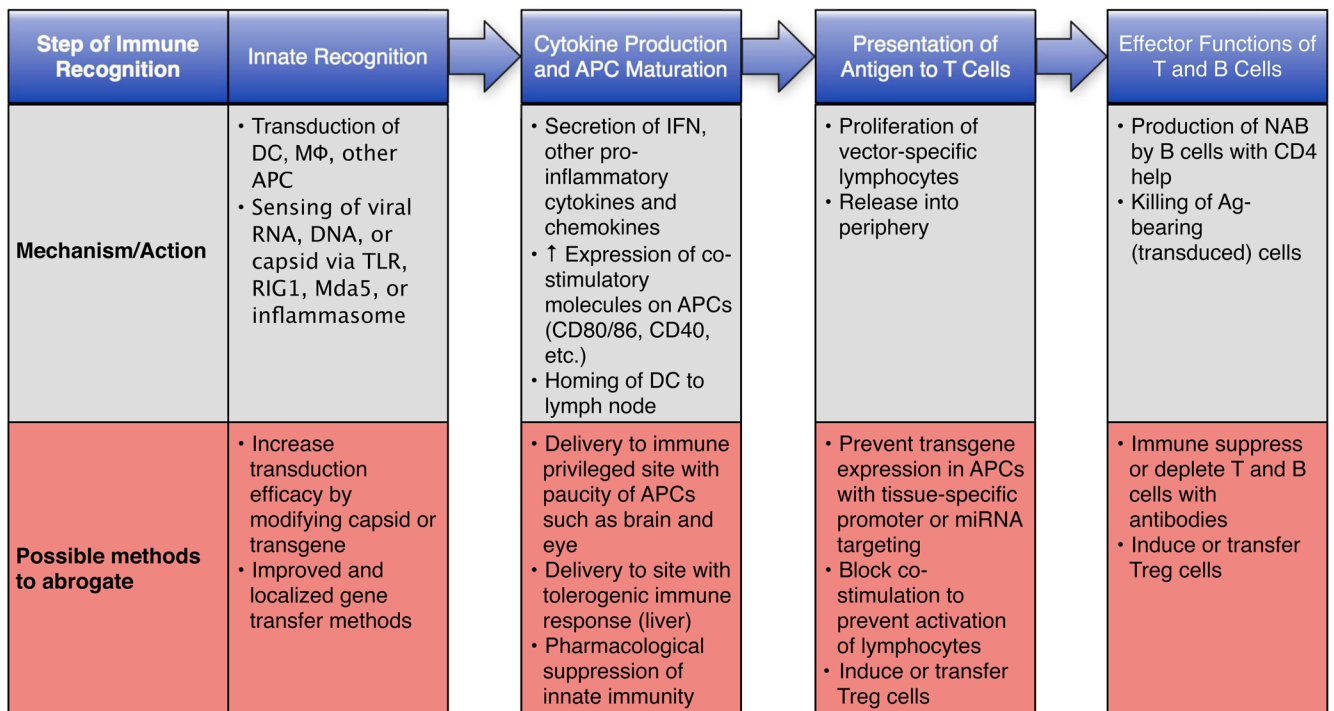 Step of Immune
Recognition
Innate Recognition
Cytokine Production
and APC Maturation
Presentation of
Antigen to T Cells
Effector Functions of
T and B Cells
Mechanism/Action
• Transduction of
DC, MΦ, other
APC
• Sensing of viral
RNA, DNA, or
capsid via TLR,
RIG1, Mda5, or
inflammasome
• Secretion of IFN,
other pro-
inflammatory
cytokines and
chemokines
• ↑ Expression of co-
stimulatory
molecules on APCs
(CD80/86, CD40,
etc.)
• Homing of DC to
lymph node
• Proliferation of
vector-specific
lymphocytes
• Release into
periphery
• Production of NAB
by B cells with CD4
help
• Killing of Ag-
bearing
(transduced) cells
Possible methods
to abrogate
• Increase
transduction
efficacy by
modifying capsid or
transgene
• Improved and
localized gene
transfer methods
• Delivery to immune
privileged site with
paucity of APCs
such as brain and
eye
• Delivery to site with
tolerogenic immune
response (liver)
• Pharmacological
suppression of
innate immunity
• Prevent transgene
expression in APCs
with tissue-specific
promoter or miRNA
targeting
• Block co-
stimulation to
prevent activation
of lymphocytes
• Induce or transfer
Treg cells
• Immune suppress
or deplete T and B
cells with
antibodies
• Induce or transfer
Treg cells